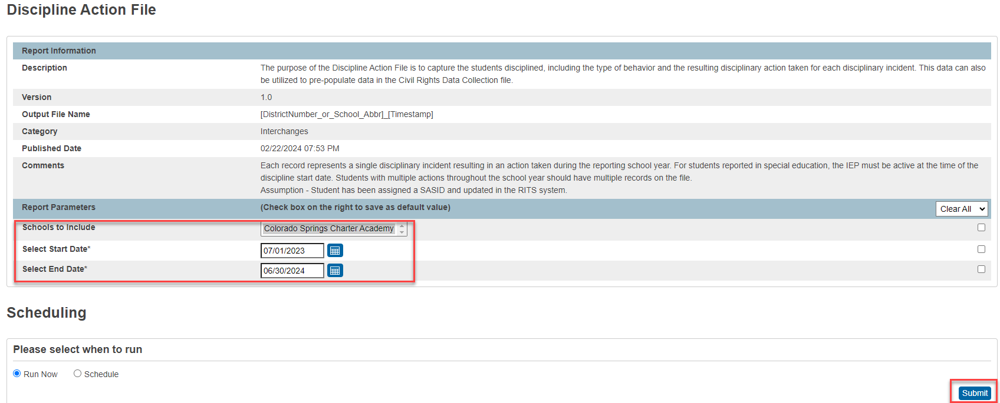 Discipline Action File
Report Information
Description
The purpose of the Discipline Action File is to capture the students disciplined, including the type of behavior and the resulting disciplinary action taken for each disciplinary incident. This data can also
be utilized to pre-populate data in the Civil Rights Data Collection file.
Version 1.0
Output File Name [DistrictNumber_or_School_Abbr]_[Timestamp]
Category Interchanges
Published Date 02/22/2024 07:53 PM
Comments Each record represents a single disciplinary incident resulting in an action taken during the reporting school year. For students reported in special education, the IEP must be active at the time of the
discipline start date. Students with multiple actions throughout the school year should have multiple records on the file.
Assumption - Student has been assigned a SASID and updated in the RITS system.
Report Parameters (Check box on the right to save as default value) Clear All
Schools to Include Colorado Springs Charter Academy
Select Start Date* 07/01/2023
Select End Date* 06/30/2024
Scheduling
Please select when to run
Run Now Schedule
Submit